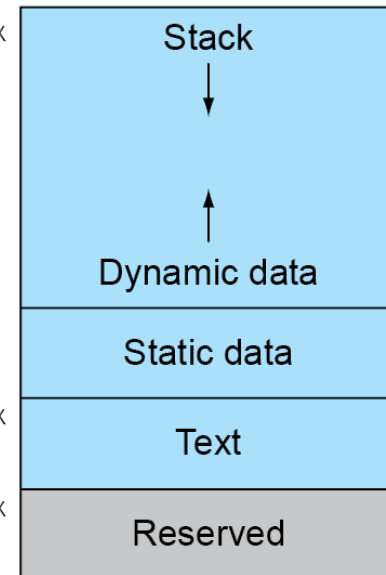 x
Stack
Dynamic data
Static data
x
Text
x
Reserved